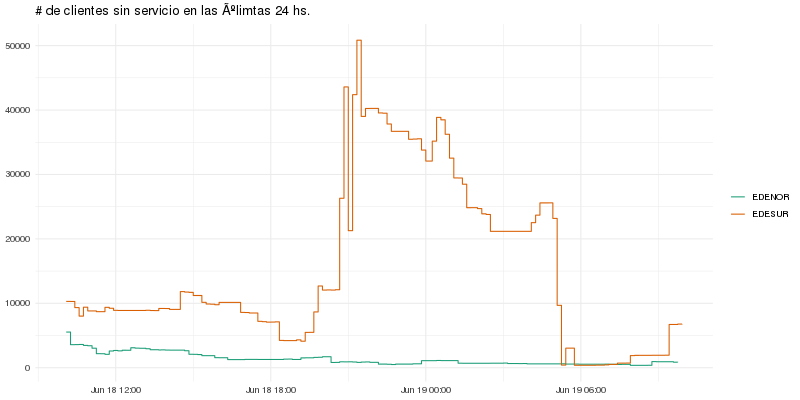 # de clientes sin servicio en las Ãºlimtas 24 hs.
50000
40000
30000
20000
10000
0
Jun 18 12:00
Jun 18 18:00
Jun 19 00:00
Jun 19 06:00
EDENOR
EDESUR